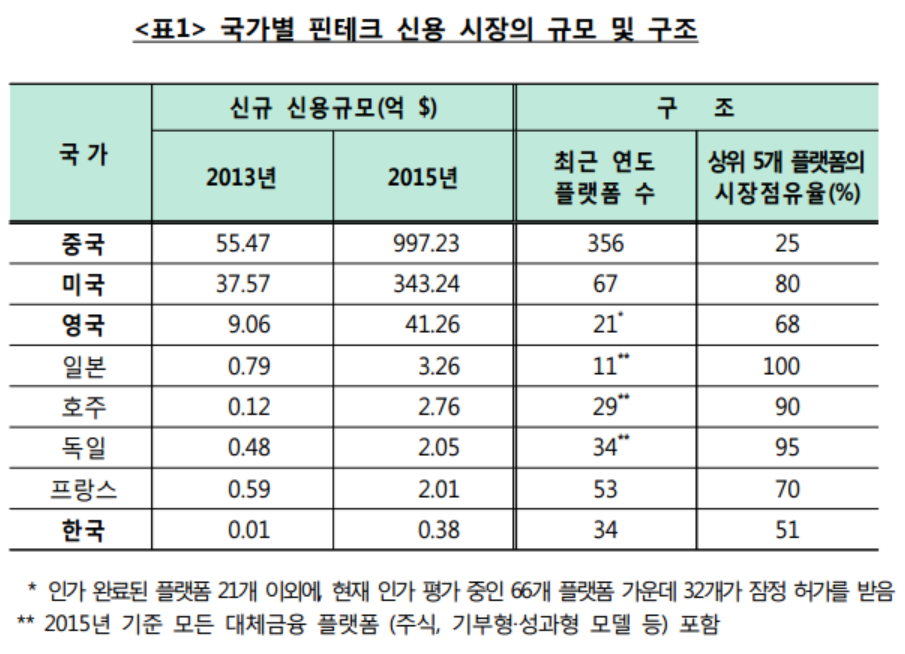 <표1> 국가별 핀테크 신용 시장의 규모 및 구조
국 가 신규 신용규모(억 $) 구 조
2013년 2015년 최근 연도 플랫폼 수 상위 5개 플랫폼의 시장점유율(%)
중국 55.47 997.23 356 25
미국 37.57 343.24 67 80
영국 9.06 41.26 21* 68
일본 0.79 3.26 11** 100
호주 0.12 2.76 29** 90
독일 0.48 2.05 34** 95
프랑스 0.59 2.01 53 70
한국 0.01 0.38 34 51
* 인가 완료된 플랫폼 21개 이외에, 현재 인가 평가 중인 66개 플랫폼 가운데 32개가 잠정 허가를 받음
** 2015년 기준 모든 대체금융 플랫폼 (주식, 기부형·성과형 모델 등) 포함